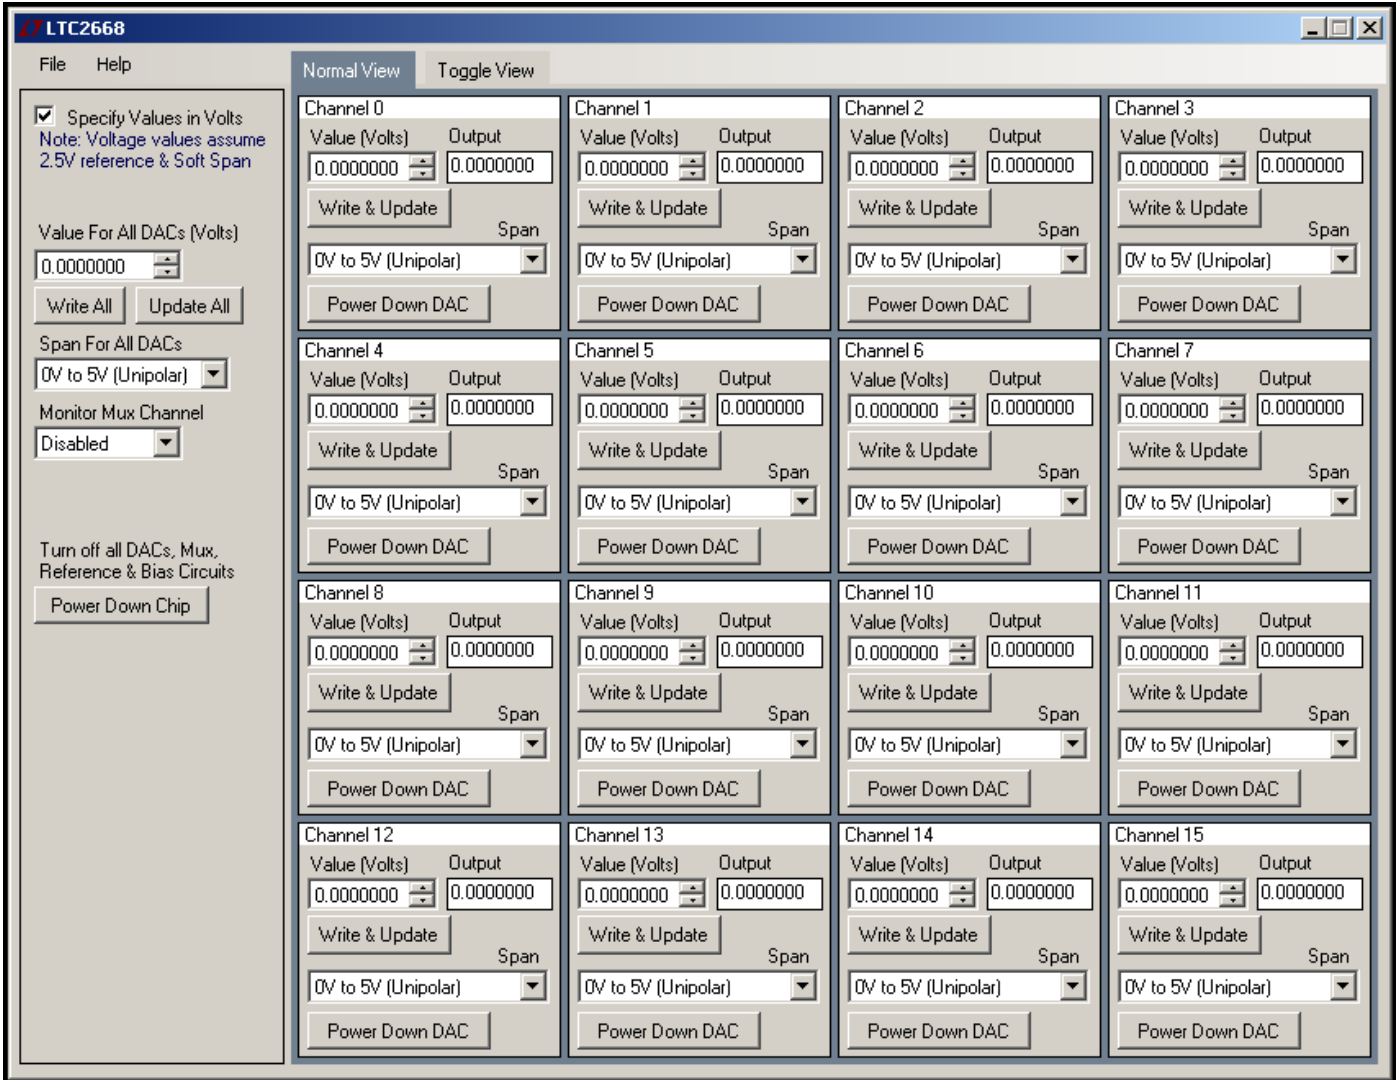 LTC2668
File Help
Normal View Toggle View
Specify Values in Volts
Note: Voltage values assume
2.5V reference & Soft Span
Value For All DACs (Volts)
0.0000000
Write All Update All
Span For All DACs
0V to 5V (Unipolar)
Monitor Mux Channel
Disabled
Turn off all DACs, Mux,
Reference & Bias Circuits
Power Down Chip
Channel 0
Value (Volts) Output
0.0000000 0.0000000
Write & Update
Span
0V to 5V (Unipolar)
Power Down DAC
Channel 1
Value (Volts) Output
0.0000000 0.0000000
Write & Update
Span
0V to 5V (Unipolar)
Power Down DAC
Channel 2
Value (Volts) Output
0.0000000 0.0000000
Write & Update
Span
0V to 5V (Unipolar)
Power Down DAC
Channel 3
Value (Volts) Output
0.0000000 0.0000000
Write & Update
Span
0V to 5V (Unipolar)
Power Down DAC
Channel 4
Value (Volts) Output
0.0000000 0.0000000
Write & Update
Span
0V to 5V (Unipolar)
Power Down DAC
Channel 5
Value (Volts) Output
0.0000000 0.0000000
Write & Update
Span
0V to 5V (Unipolar)
Power Down DAC
Channel 6
Value (Volts) Output
0.0000000 0.0000000
Write & Update
Span
0V to 5V (Unipolar)
Power Down DAC
Channel 7
Value (Volts) Output
0.0000000 0.0000000
Write & Update
Span
0V to 5V (Unipolar)
Power Down DAC
Channel 8
Value (Volts) Output
0.0000000 0.0000000
Write & Update
Span
0V to 5V (Unipolar)
Power Down DAC
Channel 9
Value (Volts) Output
0.0000000 0.0000000
Write & Update
Span
0V to 5V (Unipolar)
Power Down DAC
Channel 10
Value (Volts) Output
0.0000000 0.0000000
Write & Update
Span
0V to 5V (Unipolar)
Power Down DAC
Channel 11
Value (Volts) Output
0.0000000 0.0000000
Write & Update
Span
0V to 5V (Unipolar)
Power Down DAC
Channel 12
Value (Volts) Output
0.0000000 0.0000000
Write & Update
Span
0V to 5V (Unipolar)
Power Down DAC
Channel 13
Value (Volts) Output
0.0000000 0.0000000
Write & Update
Span
0V to 5V (Unipolar)
Power Down DAC
Channel 14
Value (Volts) Output
0.0000000 0.0000000
Write & Update
Span
0V to 5V (Unipolar)
Power Down DAC
Channel 15
Value (Volts) Output
0.0000000 0.0000000
Write & Update
Span
0V to 5V (Unipolar)
Power Down DAC